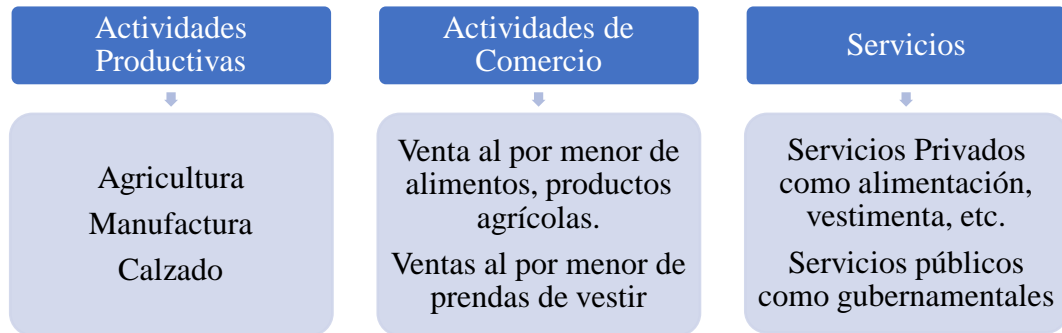 Actividades
Productivas
Agricultura
Manufactura
Calzado
Actividades de
Comercio
Venta al por menor de
alimentos, productos
agrícolas.
Ventas al por menor de
prendas de vestir
Servicios
Servicios Privados
como alimentación,
vestimenta, etc.
Servicios públicos
como gubernamentales